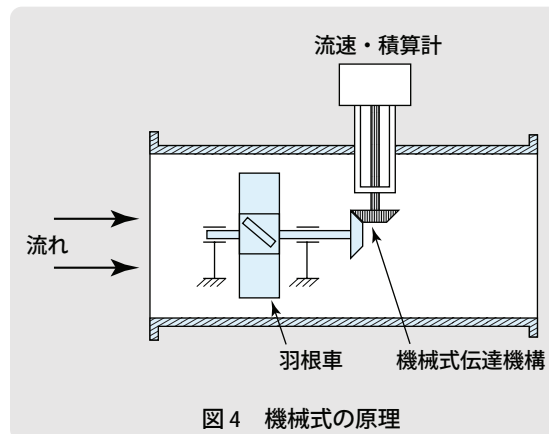 流速・積算計
流れ
羽根車
機械式伝達機構
図4 機械式の原理